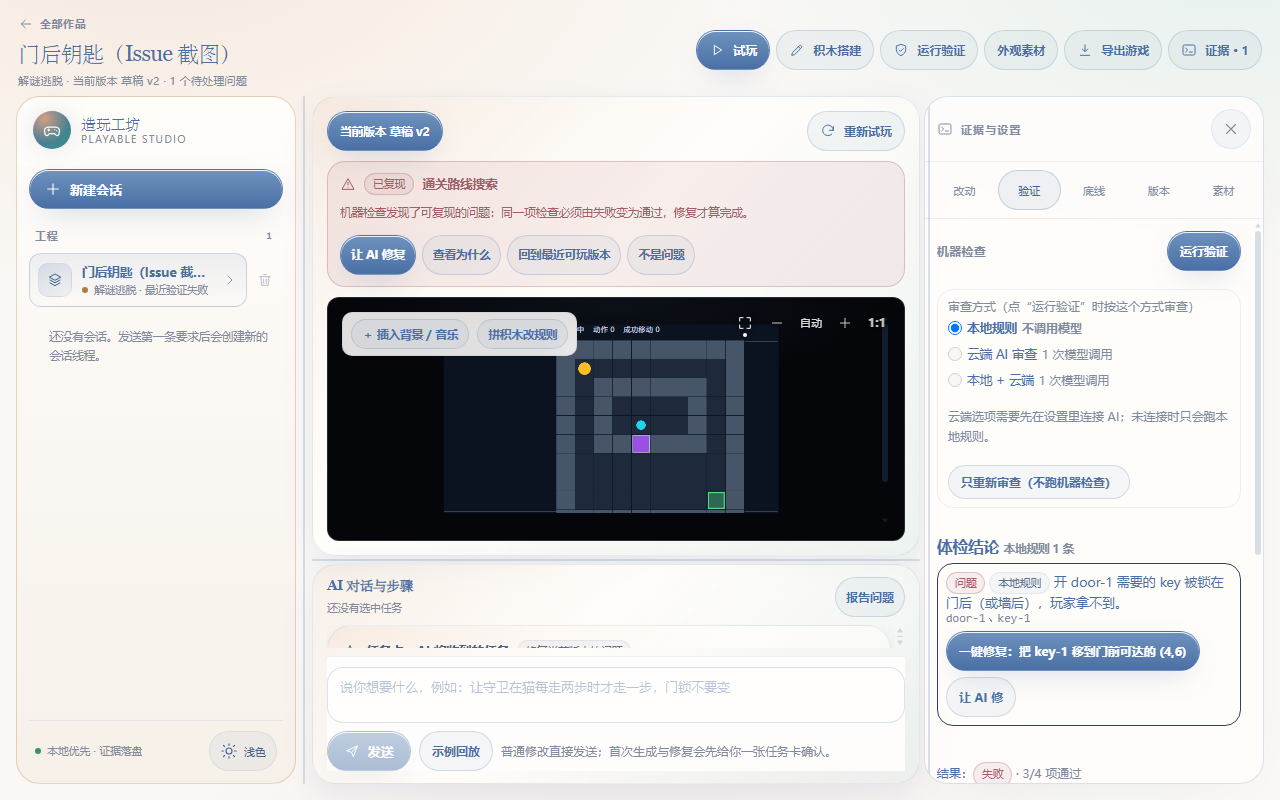 全部作品
门后钥匙（Issue 截图）
解谜逃脱 · 当前版本 草稿 v2 · 1 个待处理问题
试玩
积木搭建
运行验证
外观素材
导出游戏
证据 • 1
造玩工坊
PLAYABLE STUDIO
新建会话
工程
1
门后钥匙（Issue 截...
解谜逃脱 · 最近验证失败
还没有会话。发送第一条要求后会创建新的
会话线程。
本地优先 · 证据落盘
浅色
当前版本 草稿 v2
重新试玩
已复现 通关路线搜索
机器检查发现了可复现的问题：同一项检查必须由失败变为通过，修复才算完成。
让 AI 修复
查看为什么
回到最近可玩版本
不是问题
+ 插入背景 / 音乐
拼积木改规则
中 动作 0 成功移动 0
自动
1:1
AI 对话与步骤
还没有选中任务
报告问题
说你想要什么，例如：让守卫在猫每走两步时才走一步，门锁不要变
发送
示例回放
普通修改直接发送；首次生成与修复会先给你一张任务卡确认。
证据与设置
改动
验证
底线
版本
素材
机器检查
运行验证
审查方式（点“运行验证”时按这个方式审查）
本地规则 不调用模型
云端 AI 审查 1 次模型调用
本地 + 云端 1 次模型调用
云端选项需要先在设置里连接 AI；未连接时只会跑本
地规则。
只重新审查（不跑机器检查）
体检结论 本地规则 1 条
问题 本地规则 开 door-1 需要的 key 被锁在
门后（或墙后），玩家拿不到。
door-1、key-1
一键修复：把 key-1 移到门前可达的 (4,6)
让 AI 修
结果： 失败 · 3/4 项通过